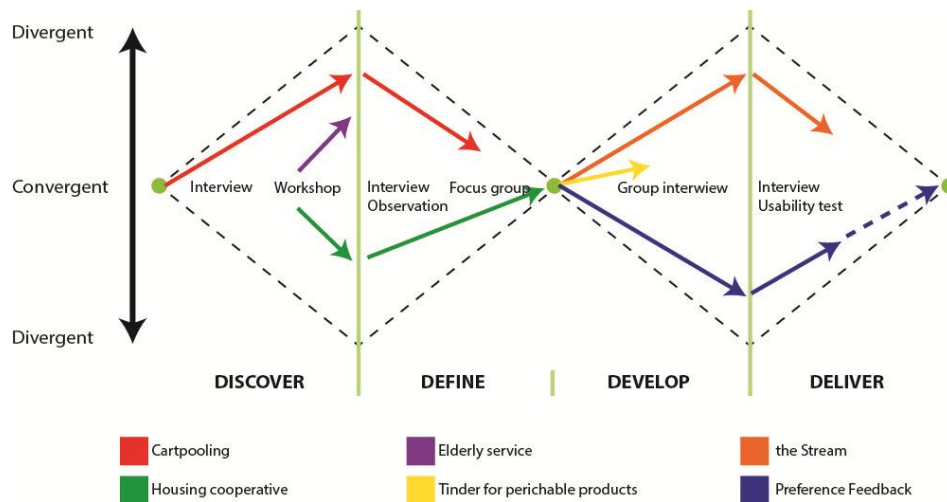 Divergent
Convergent
Divergent
Interview
Workshop
Interview
Observation
Focus group
Group interview
Interview
Usability test
DISCOVER
DEFINE
DEVELOP
DELIVER
Cartpooling
Elderly service
the Stream
Housing cooperative
Tinder for perichable products
Preference Feedback